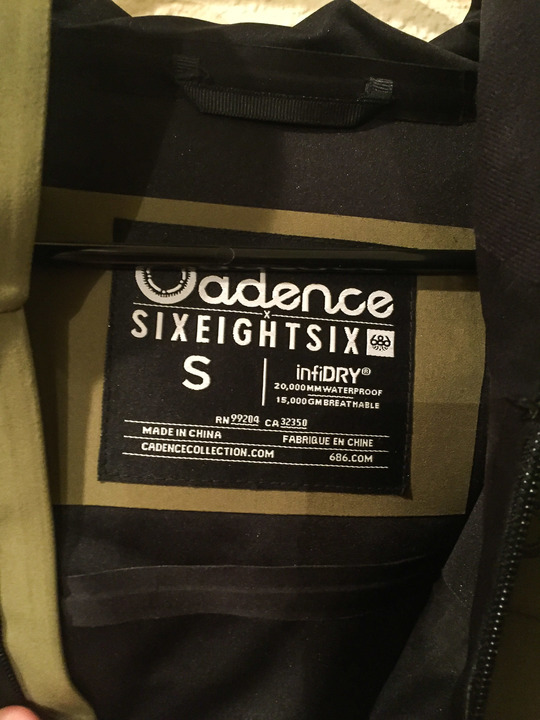 Cadence
X
SIXEIGHTSIX 686
S
infiDRY®
20,000MM WATERPROOF
15,000GM BREATHABLE
RN 99204 CA 32350
MADE IN CHINA FABRIQUE EN CHINE
CADENCECOLLECTION.COM 686.COM